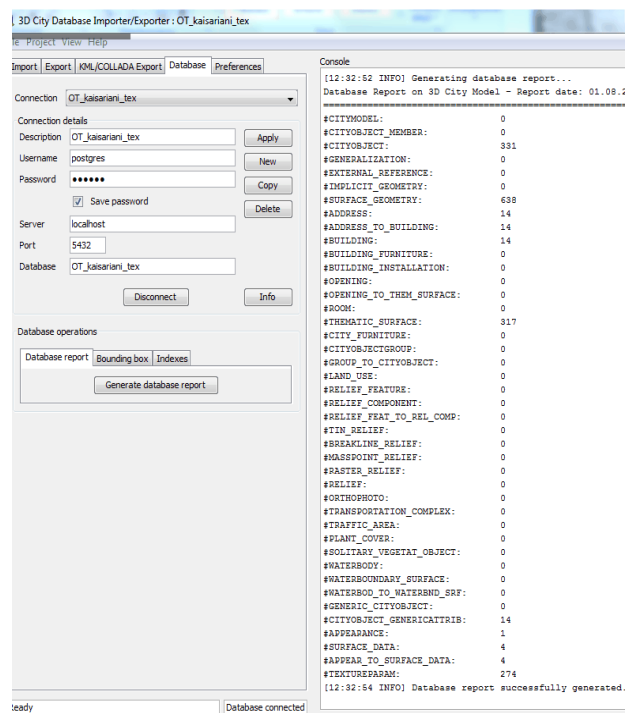 3D City Database Importer/Exporter : OT_kaisariani_tex
Project View Help
Import Export KML/COLLADA Export Database Preferences
Connection OT_kaisariani_tex
Connection details
Description OT_kaisariani_tex Apply
Username postgres New
Password •••••• Copy
Save password Delete
Server localhost
Port 5432
Database OT_kaisariani_tex
Disconnect Info
Database operations
Database report Bounding box Indexes
Generate database report
Console
[12:32:52 INFO] Generating database report...
Database Report on 3D City Model - Report date: 01.08.2
#CITYMODEL: 0
#CITYOBJECT_MEMBER: 0
#CITYOBJECT: 331
#GENERALIZATION: 0
#EXTERNAL_REFERENCE: 0
#IMPLICIT_GEOMETRY: 0
#SURFACE_GEOMETRY: 638
#ADDRESS: 14
#ADDRESS_TO_BUILDING: 14
#BUILDING: 14
#BUILDING_FURNITURE: 0
#BUILDING_INSTALLATION: 0
#OPENING: 0
#OPENING_TO_THEM_SURFACE: 0
#ROOM: 0
#THEMATIC_SURFACE: 317
#CITY_FURNITURE: 0
#CITYOBJECTGROUP: 0
#GROUP_TO_CITYOBJECT: 0
#LAND_USE: 0
#RELIEF_FEATURE: 0
#RELIEF_COMPONENT: 0
#RELIEF_FEAT_TO_REL_COMP: 0
#TIN_RELIEF: 0
#BREAKLINE_RELIEF: 0
#MASSPOINT_RELIEF: 0
#RASTER_RELIEF: 0
#RELIEF: 0
#ORTHOPHOTO: 0
#TRANSPORTATION_COMPLEX: 0
#TRAFFIC_AREA: 0
#PLANT_COVER: 0
#SOLITARY_VEGETAT_OBJECT: 0
#WATERBODY: 0
#WATERBOUNDARY_SURFACE: 0
#WATERBOD_TO_WATERBND_SRF: 0
#GENERIC_CITYOBJECT: 0
#CITYOBJECT_GENERICATTRIB: 14
#APPEARANCE: 1
#SURFACE_DATA: 4
#APPEAR_TO_SURFACE_DATA: 4
#TEXTUREPARAM: 274
[12:32:54 INFO] Database report successfully generated.
Database connected